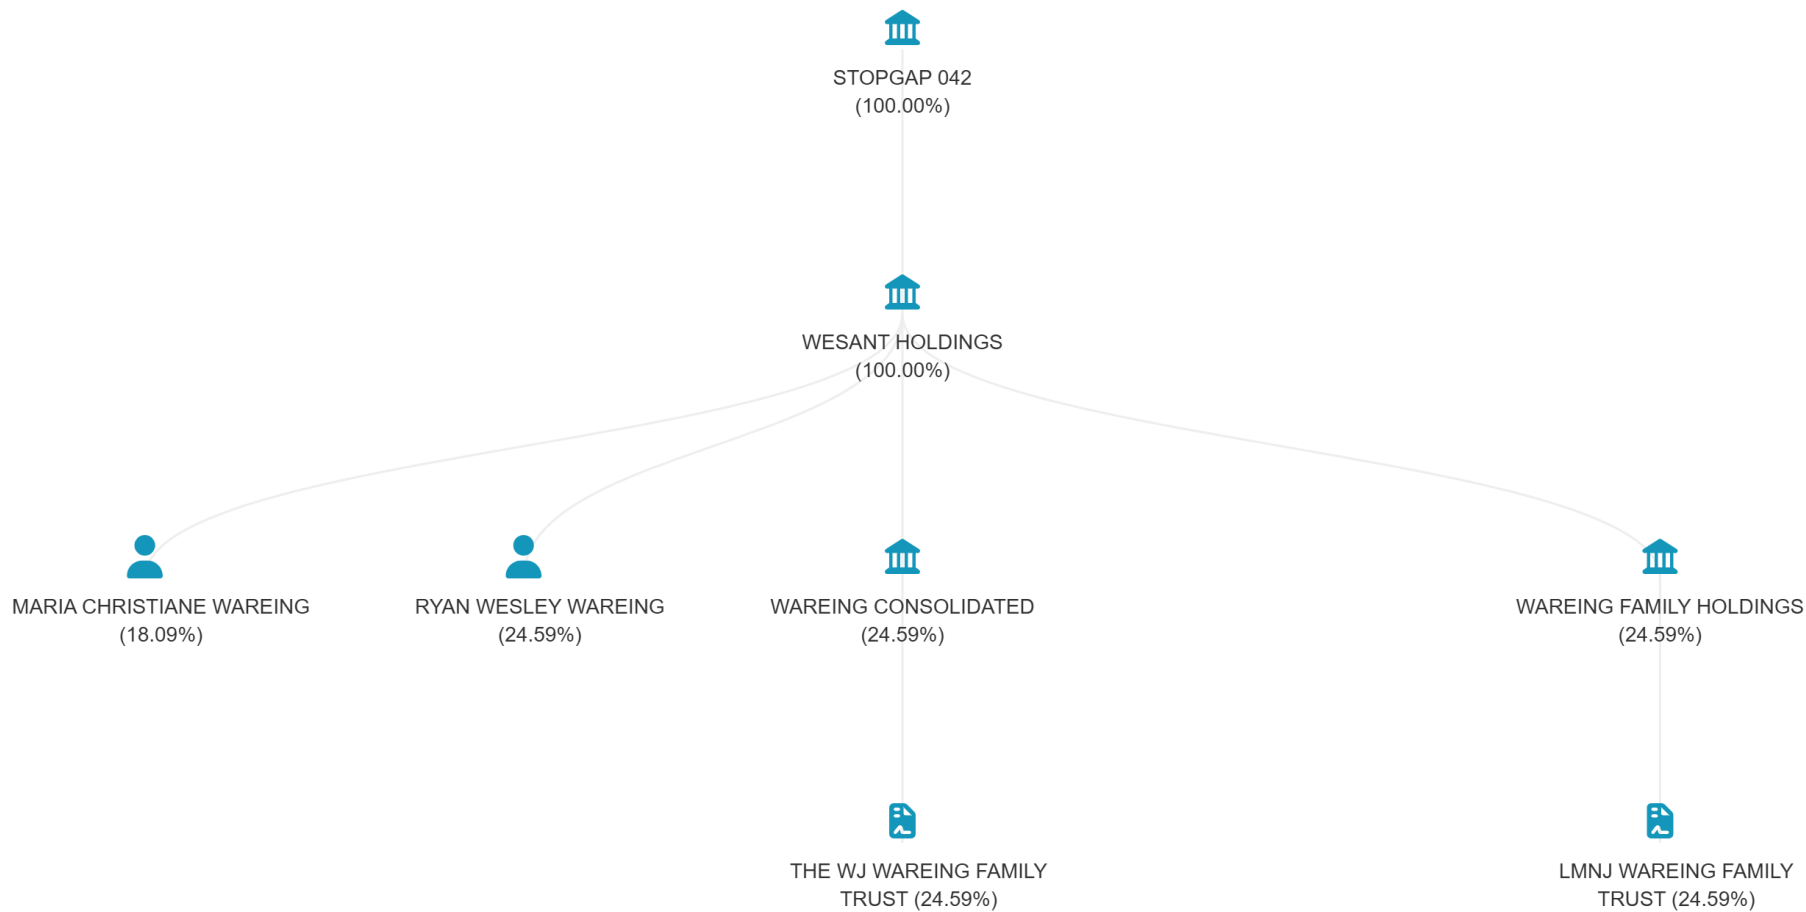 STOPGAP 042
(100.00%)
WESANT HOLDINGS
(100.00%)
MARIA CHRISTIANE WAREING
(18.09%)
RYAN WESLEY WAREING
(24.59%)
WAREING CONSOLIDATED
(24.59%)
WAREING FAMILY HOLDINGS
(24.59%)
THE WJ WAREING FAMILY
TRUST (24.59%)
LMNJ WAREING FAMILY
TRUST (24.59%)